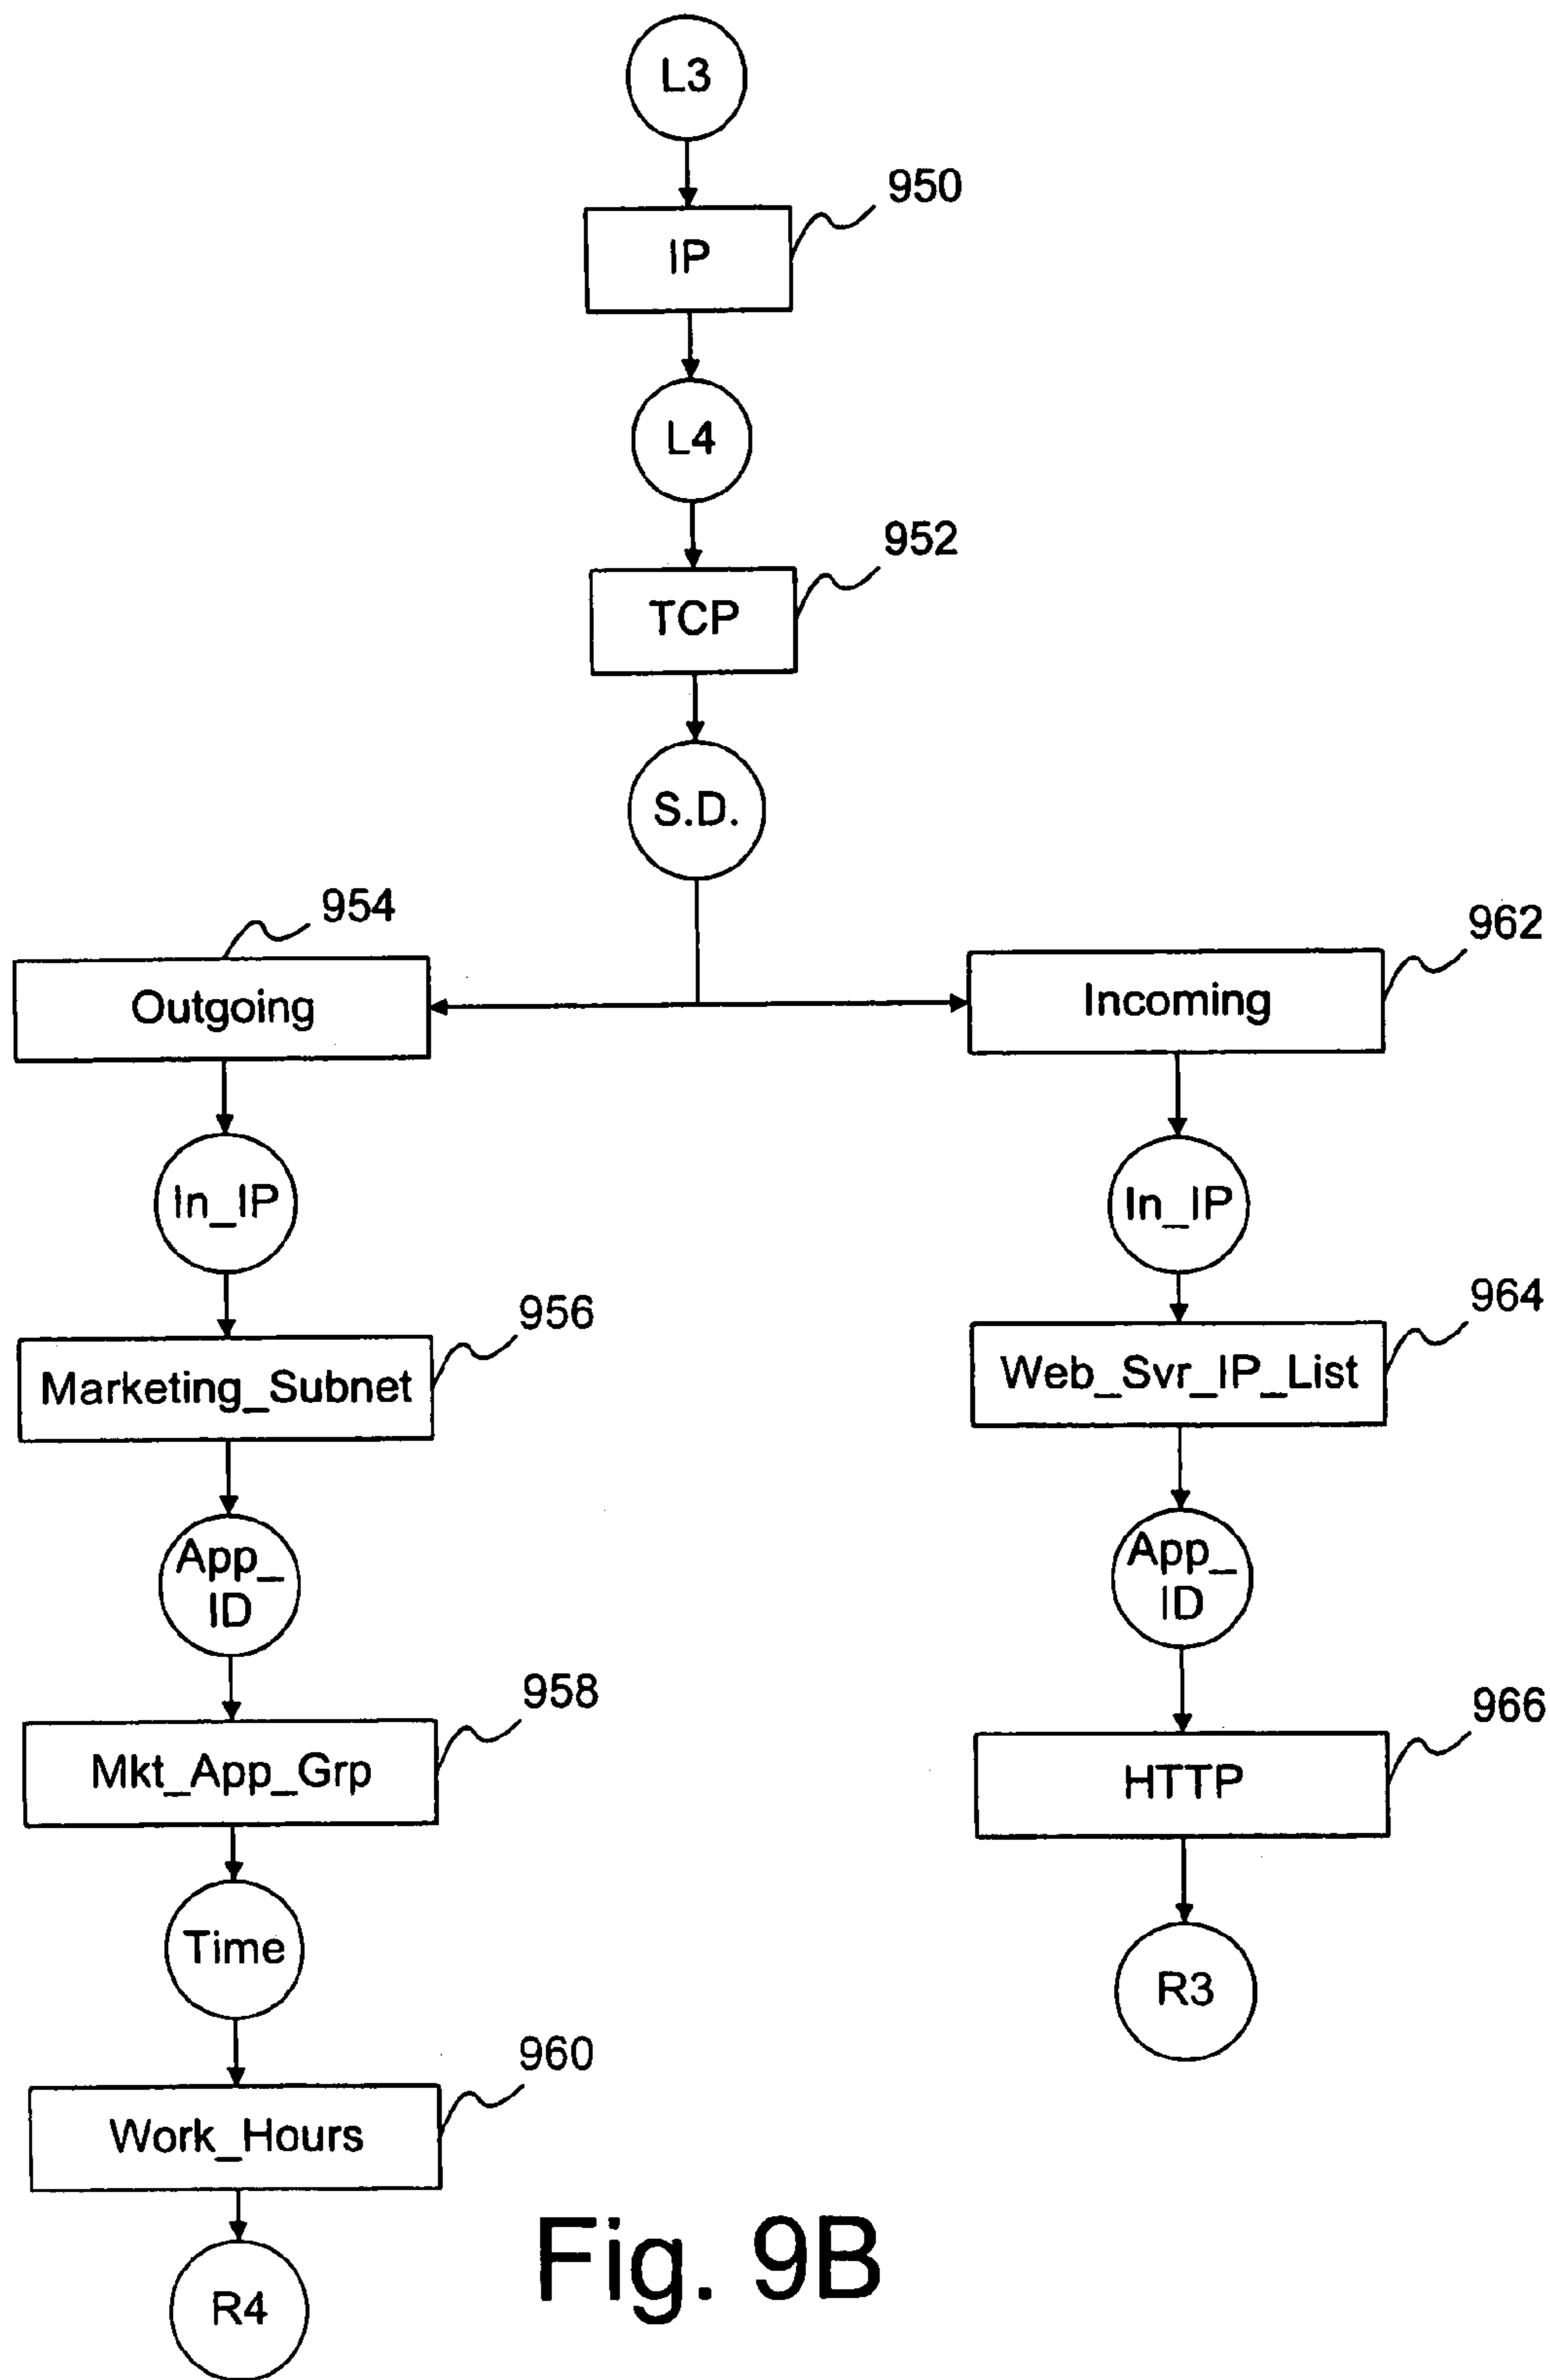 L3
950
IP
L4
952
TCP
S.D.
954
962
Outgoing
Incoming
In_IP
In_IP
956
964
Marketing_Subnet
Web_Svr_IP_List
App_
ID
App_
ID
958
966
Mkt_App_Grp
HTTP
Time
R3
960
Work_Hours
R4
Fig. 9B